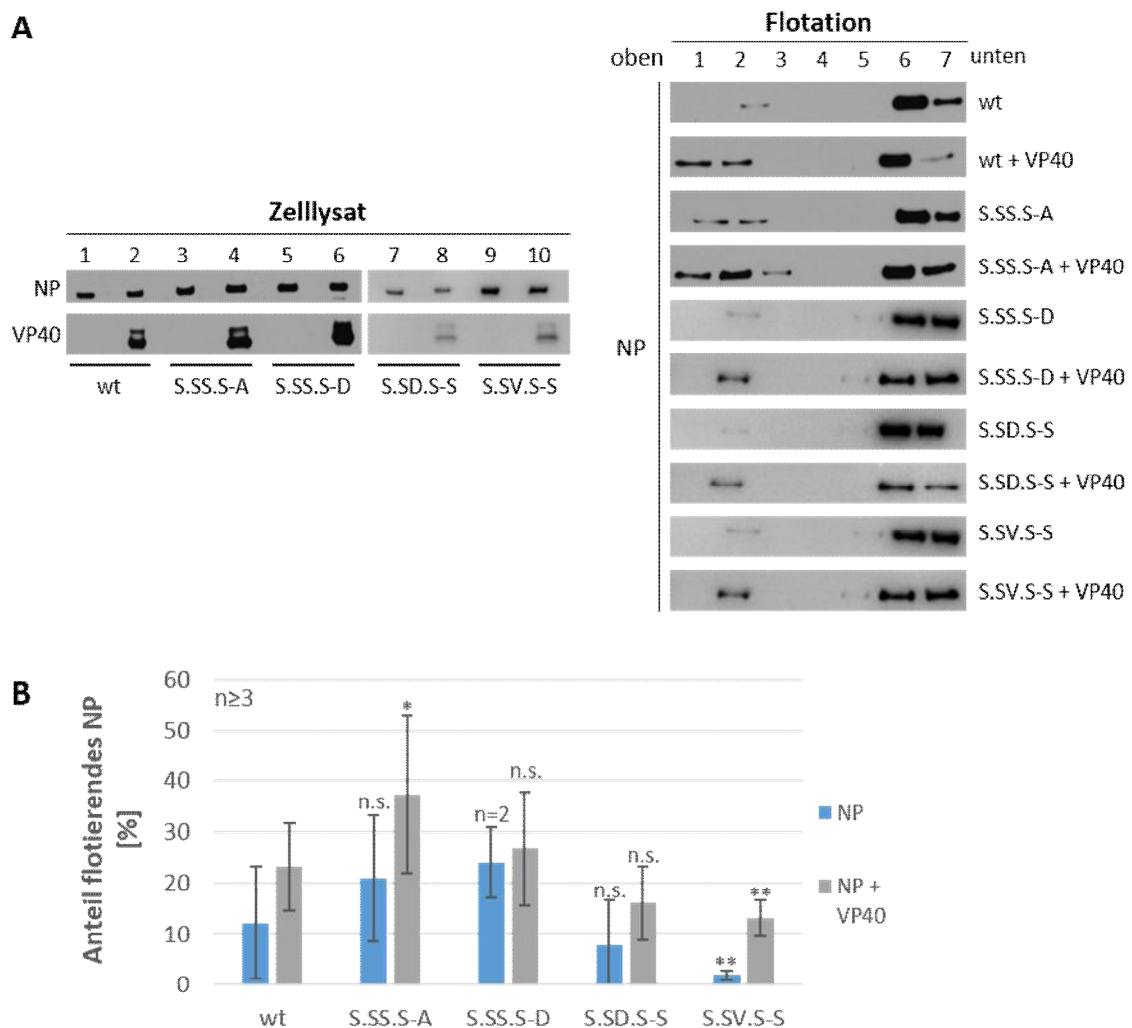 A
Flotation
oben 1 2 3 4 5 6 7 unten
wt
wt + VP40
S.SS.S-A
S.SS.S-A + VP40
S.SS.S-D
NP
S.SS.S-D + VP40
S.SD.S-S
S.SD.S-S + VP40
S.SV.S-S
S.SV.S-S + VP40
Zelllysat
1 2 3 4 5 6 7 8 9 10
NP
VP40
wt S.SS.S-A S.SS.S-D S.SD.S-S S.SV.S-S
B
Anteil flotierendes NP
[%]
60
50
40
30
20
10
0
n≥3
n.s.
*
n=2
n.s.
n.s.
n.s.
**
**
wt S.SS.S-A S.SS.S-D S.SD.S-S S.SV.S-S
NP
NP +
VP40